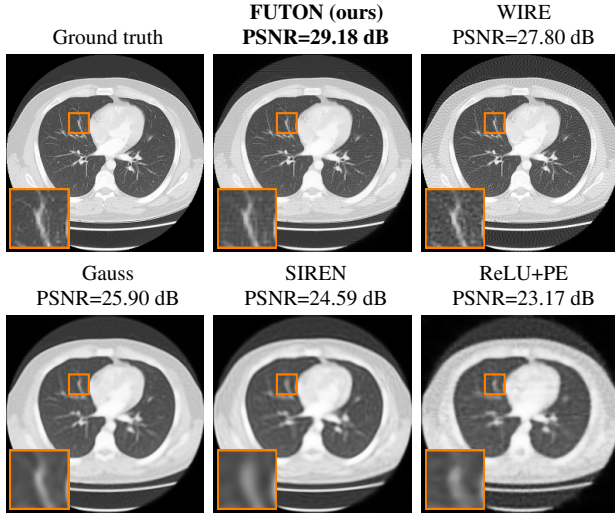 Ground truth
FUTON (ours)
PSNR=29.18 dB
WIRE
PSNR=27.80 dB
Gauss
PSNR=25.90 dB
SIREN
PSNR=24.59 dB
ReLU+PE
PSNR=23.17 dB